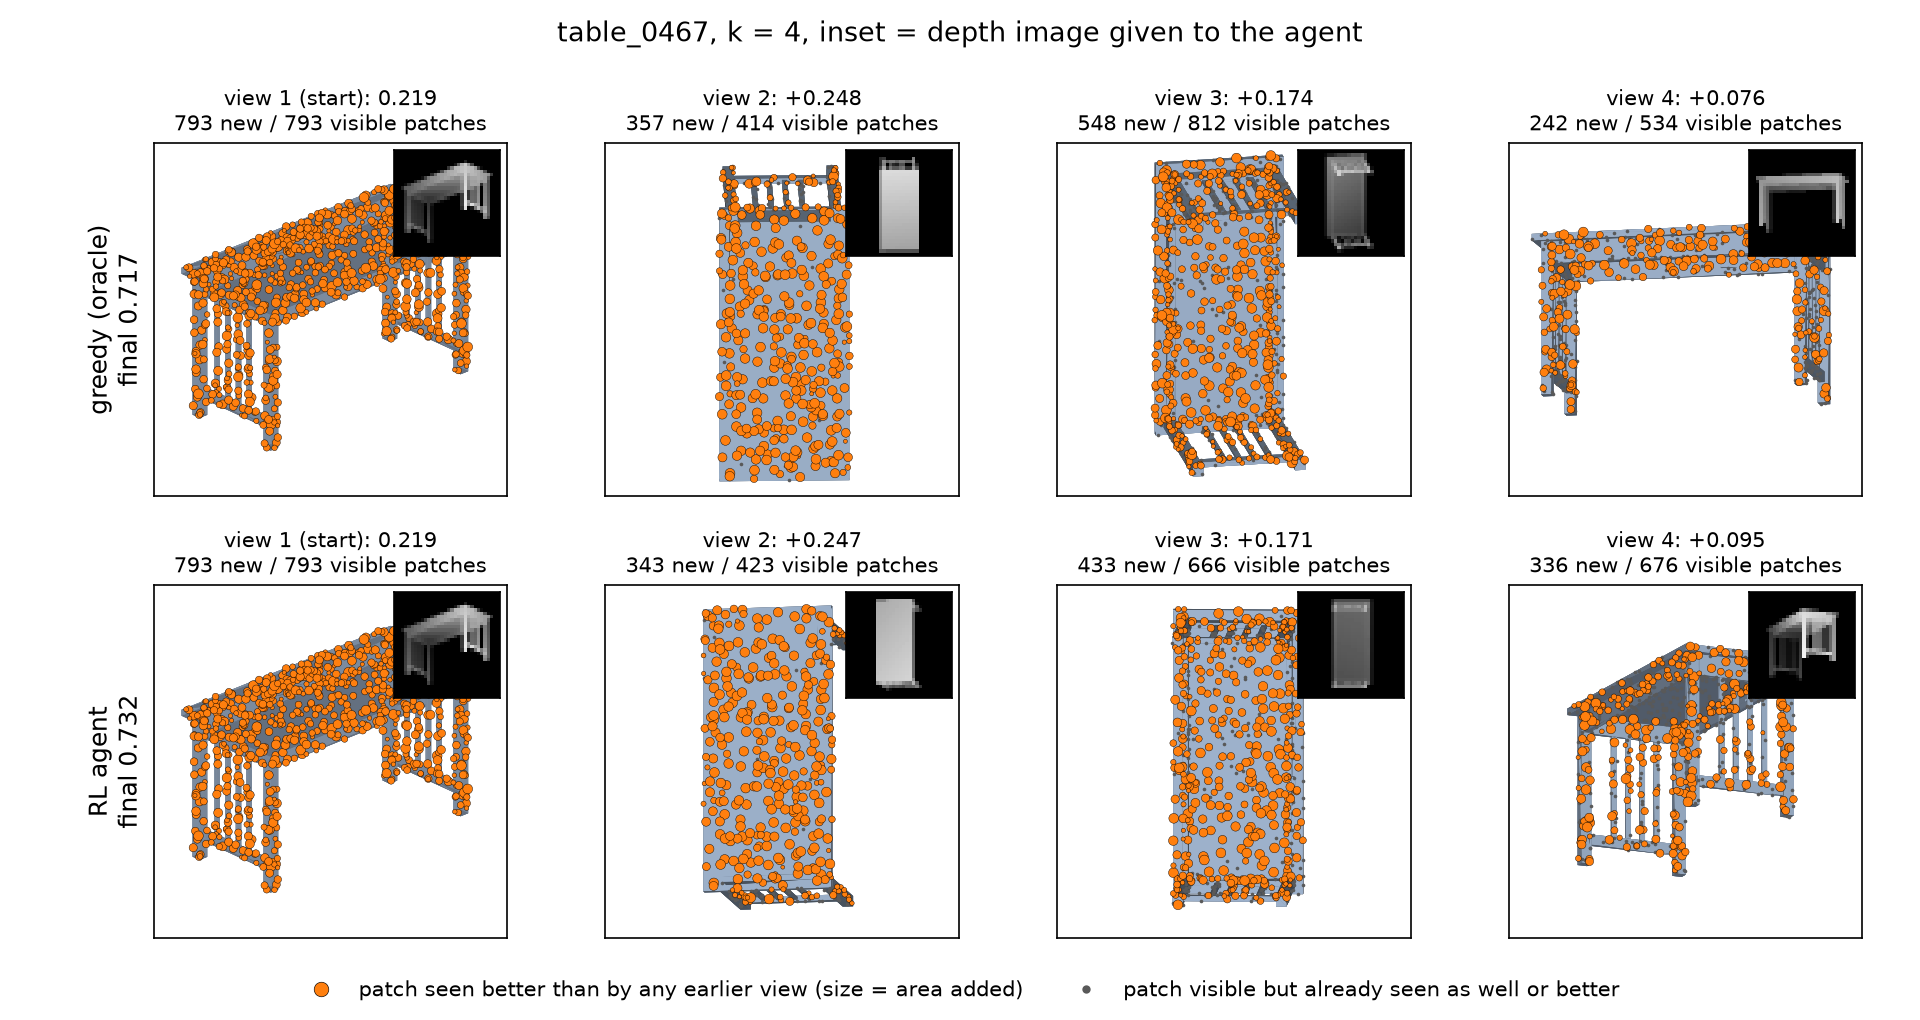 table_0467, k = 4, inset = depth image given to the agent
view 1 (start): 0.219
793 new / 793 visible patches
view 2: +0.248
357 new / 414 visible patches
view 3: +0.174
548 new / 812 visible patches
view 4: +0.076
242 new / 534 visible patches
greedy (oracle)
final 0.717
view 1 (start): 0.219
793 new / 793 visible patches
view 2: +0.247
343 new / 423 visible patches
view 3: +0.171
433 new / 666 visible patches
view 4: +0.095
336 new / 676 visible patches
RL agent
final 0.732
patch seen better than by any earlier view (size = area added)
patch visible but already seen as well or better